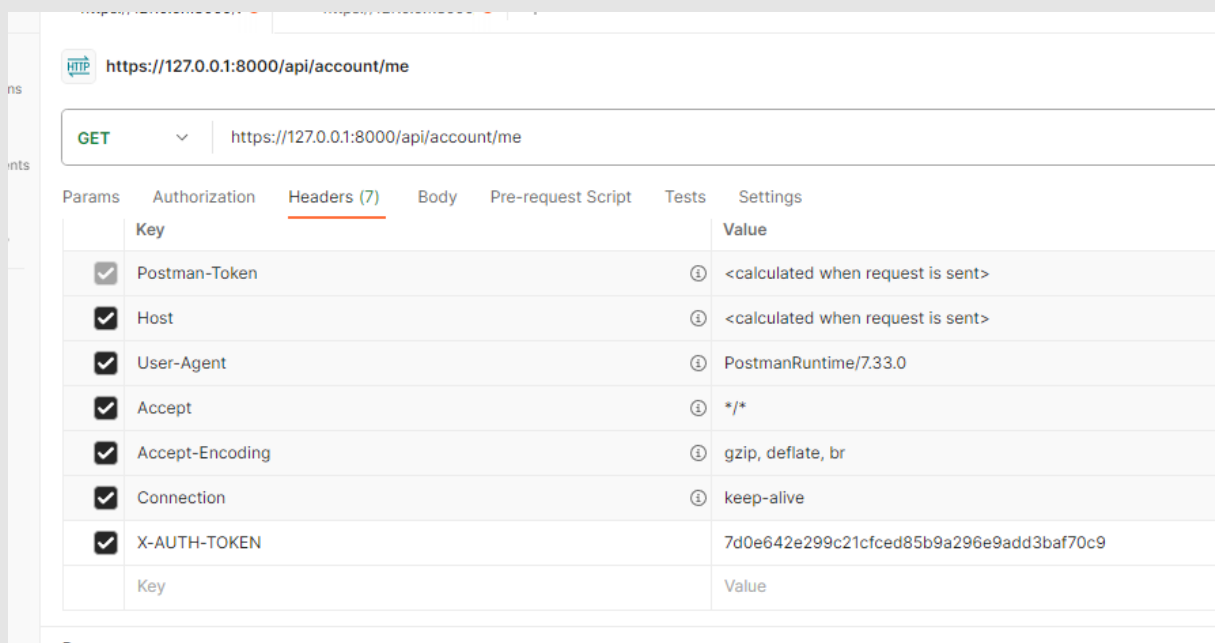 HTTP https://127.0.0.1:8000/api/account/me
ns
GET https://127.0.0.1:8000/api/account/me
ents
Params Authorization Headers (7) Body Pre-request Script Tests Settings
Key Value
Postman-Token <calculated when request is sent>
Host <calculated when request is sent>
User-Agent PostmanRuntime/7.33.0
Accept */*
Accept-Encoding gzip, deflate, br
Connection keep-alive
X-AUTH-TOKEN 7d0e642e299c21cfced85b9a296e9add3baf70c9
Key Value